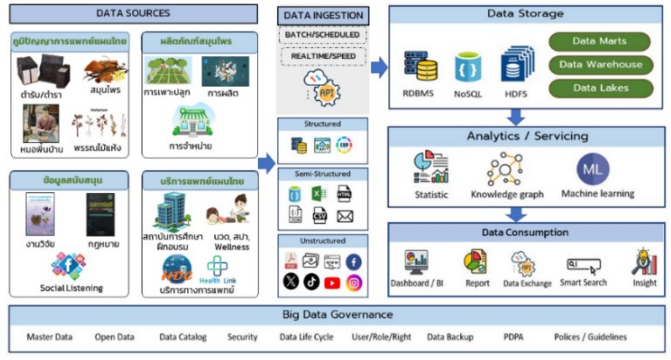 DATA SOURCES
ภูมิปัญญาการแพทย์แผนไทย
ตำรับ/ตำรา
สมุนไพร
หมอพื้นบ้าน
พรรณไม้แห้ง
ผลิตภัณฑ์สมุนไพร
การเพาะปลูก
การผลิต
การจำหน่าย
ข้อมูลสนับสนุน
งานวิจัย
กฎหมาย
Social Listening
บริการแพทย์แผนไทย
สถาบันการศึกษา
ฝึกอบรม
นวด, สปา,
Wellness
HDC
Health Link
บริการทางการแพทย์
DATA INGESTION
BATCH/SCHEDULED
REALTIME/SPEED
API
Structured
ERP
Semi-Structured
HTML
CSV
Unstructured
Data Storage
RDBMS
NoSQL
HDFS
Data Marts
Data Warehouse
Data Lakes
Analytics / Servicing
Statistic
Knowledge graph
ML
Machine learning
Data Consumption
Dashboard / BI
Report
Data Exchange
Smart Search
Insight
Big Data Governance
Master Data
Open Data
Data Catalog
Security
Data Life Cycle
User/Role/Right
Data Backup
PDPA
Polices / Guidelines